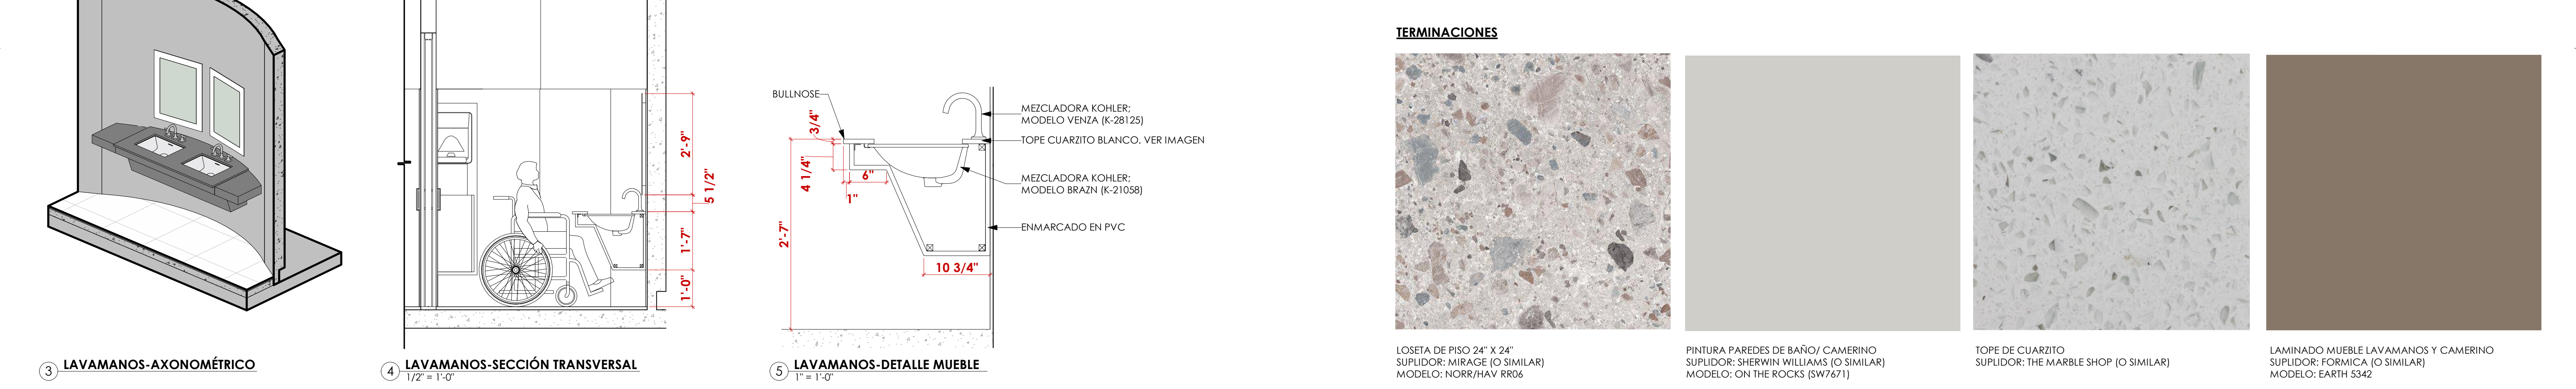 3 LAVAMANOS-AXONOMÉTRICO
2'-9"
5 1/2"
1'-7"
1'-0"
4 LAVAMANOS-SECCIÓN TRANSVERSAL
1/2" = 1'-0"
BULLNOSE
3/4"
4 1/4"
6"
1"
2'-7"
10 3/4"
MEZCLADORA KOHLER;
MODELO VENZA (K-28125)
TOPE CUARZITO BLANCO. VER IMAGEN
MEZCLADORA KOHLER;
MODELO BRAZN (K-21058)
ENMARCADO EN PVC
5 LAVAMANOS-DETALLE MUEBLE
1" = 1'-0"
TERMINACIONES
LOSETA DE PISO 24" X 24"
SUPLIDOR: MIRAGE (O SIMILAR)
MODELO: NORR/HAV RR06
PINTURA PAREDES DE BAÑO/ CAMERINO
SUPLIDOR: SHERWIN WILLIAMS (O SIMILAR)
MODELO: ON THE ROCKS (SW7671)
TOPE DE CUARZITO
SUPLIDOR: THE MARBLE SHOP (O SIMILAR)
LAMINADO MUEBLE LAVAMANOS Y CAMERINO
SUPLIDOR: FORMICA (O SIMILAR)
MODELO: EARTH 5342